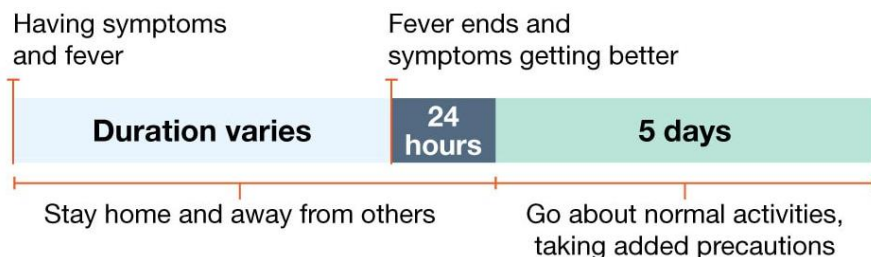 Having symptoms
and fever
Fever ends and
symptoms getting better
Duration varies
24
hours
5 days
Stay home and away from others
Go about normal activities,
taking added precautions